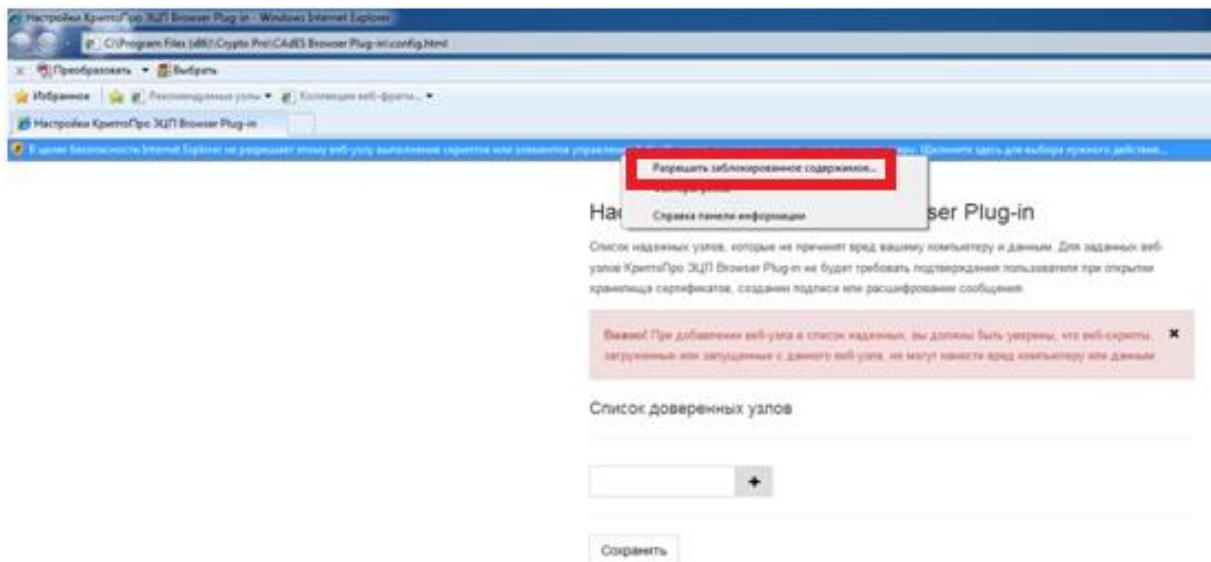 Настройки КриптоПро ЭЦП Browser Plug-in - Windows Internet Explorer
C:\Program Files (x86)\Crypto Pro\CAdES Browser Plug-in\config.html
x Преобразовать Выбрать
Избранное Рекомендуемые узлы Коллекция веб-фрагм...
Настройки КриптоПро ЭЦП Browser Plug-in
В целях безопасности Internet Explorer не разрешает этому веб-узлу выполнение скриптов или элементов Щелкните здесь для выбора нужного действия...
Разрешить заблокированное содержимое...
Справка панели информации
На ser Plug-in
Список надежных узлов, которые не причинят вред вашему компьютеру и данным. Для заданных веб-
узлов КриптоПро ЭЦП Browser Plug-in не будет требовать подтверждения пользователя при открытии
хранилища сертификатов, создании подписи или расшифровании сообщения.
Важно! При добавлении веб-узла в список надежных, вы должны быть уверены, что веб-скрипты,
загруженные или запущенные с данного веб-узла, не могут нанести вред компьютеру или данным
Список доверенных узлов
+
Сохранить